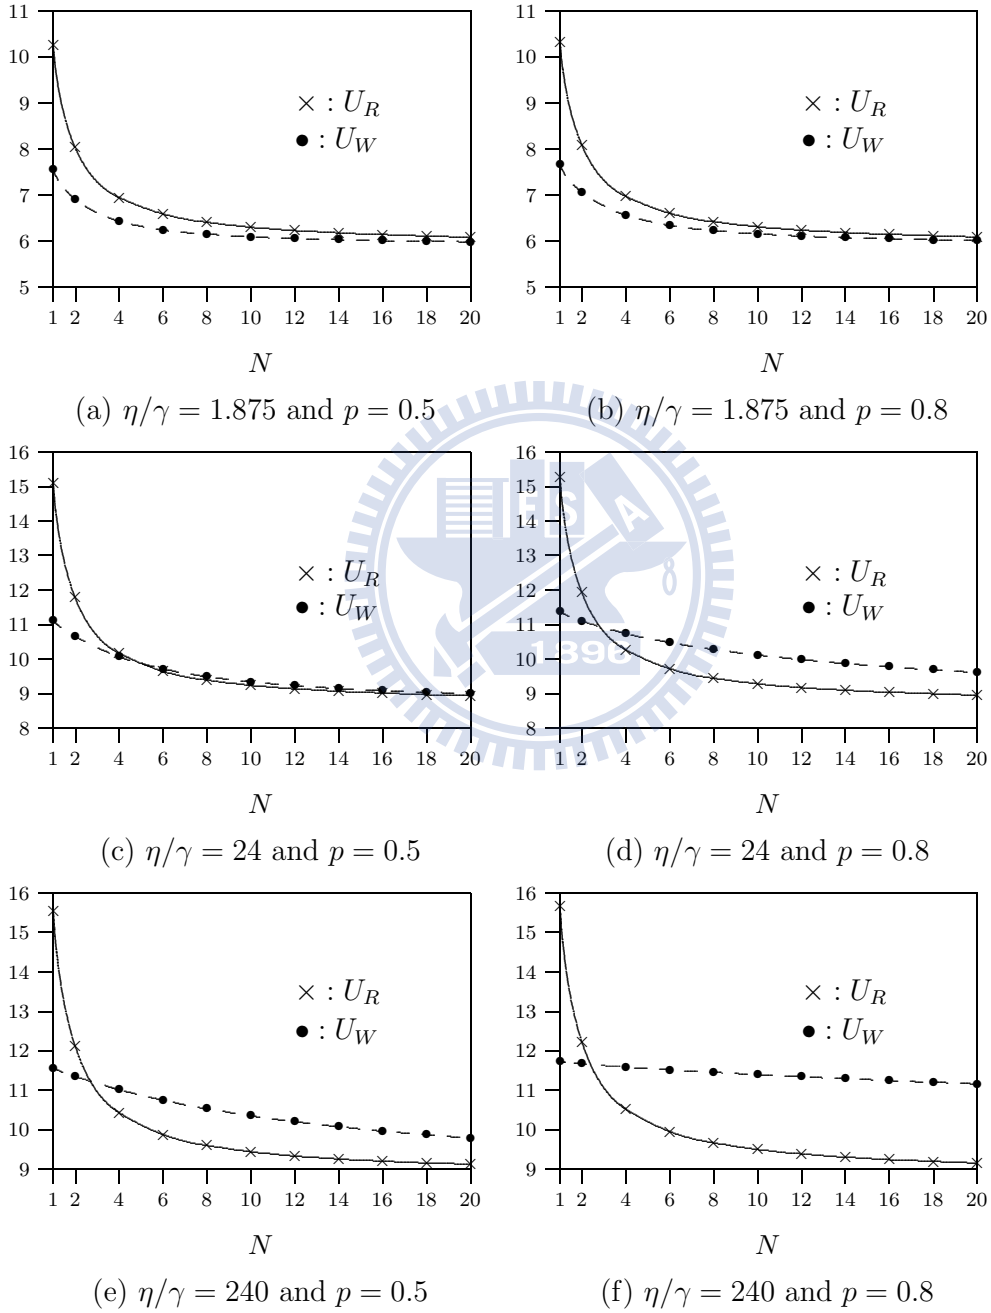 11
10
9
8
7
6
5
1 2 4 6 8 10 12 14 16 18 20
× : U_R
● : U_W
N
(a) η/γ = 1.875 and p = 0.5
11
10
9
8
7
6
5
1 2 4 6 8 10 12 14 16 18 20
× : U_R
● : U_W
N
(b) η/γ = 1.875 and p = 0.8
16
15
14
13
12
11
10
9
8
1 2 4 6 8 10 12 14 16 18 20
× : U_R
● : U_W
N
(c) η/γ = 24 and p = 0.5
16
15
14
13
12
11
10
9
8
1 2 4 6 8 10 12 14 16 18 20
× : U_R
● : U_W
N
(d) η/γ = 24 and p = 0.8
16
15
14
13
12
11
10
9
1 2 4 6 8 10 12 14 16 18 20
× : U_R
● : U_W
N
(e) η/γ = 240 and p = 0.5
16
15
14
13
12
11
10
9
1 2 4 6 8 10 12 14 16 18 20
× : U_R
● : U_W
N
(f) η/γ = 240 and p = 0.8
ES
A
1896